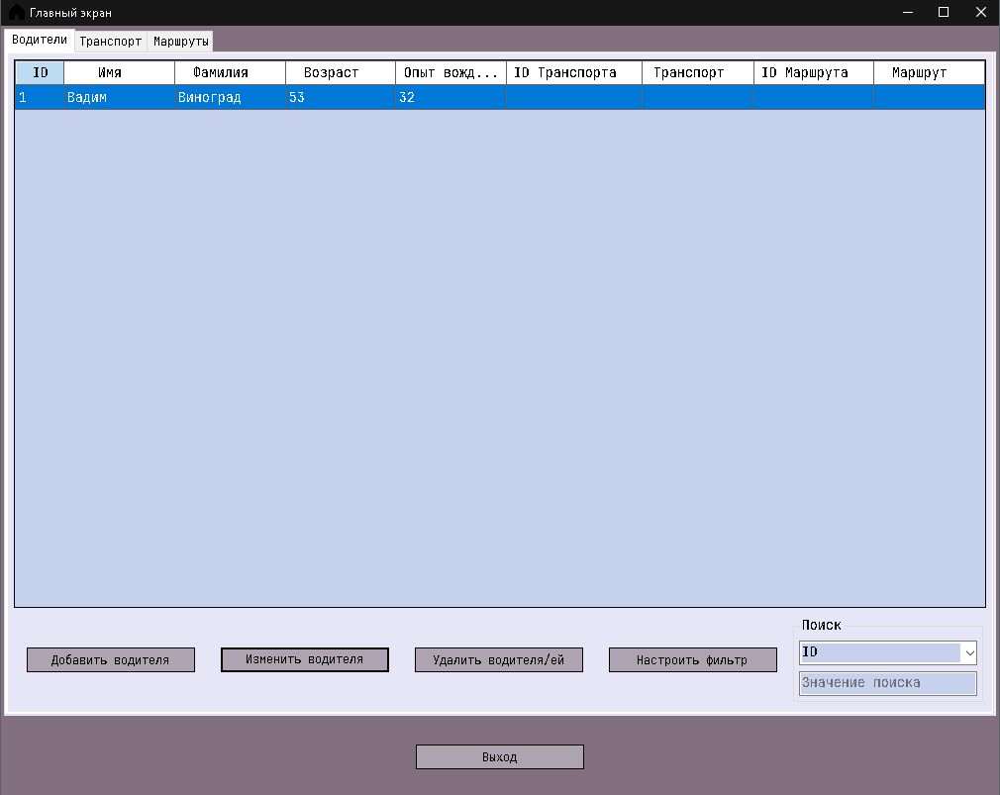 Главный экран
Водители Транспорт Маршруты
ID Имя Фамилия Возраст Опыт вожд... ID Транспорта Транспорт ID Маршрута Маршрут
1 Вадим Виноград 53 32
Поиск
ID
Добавить водителя Изменить водителя Удалить водителя/ей Настроить фильтр
Значение поиска
Выход